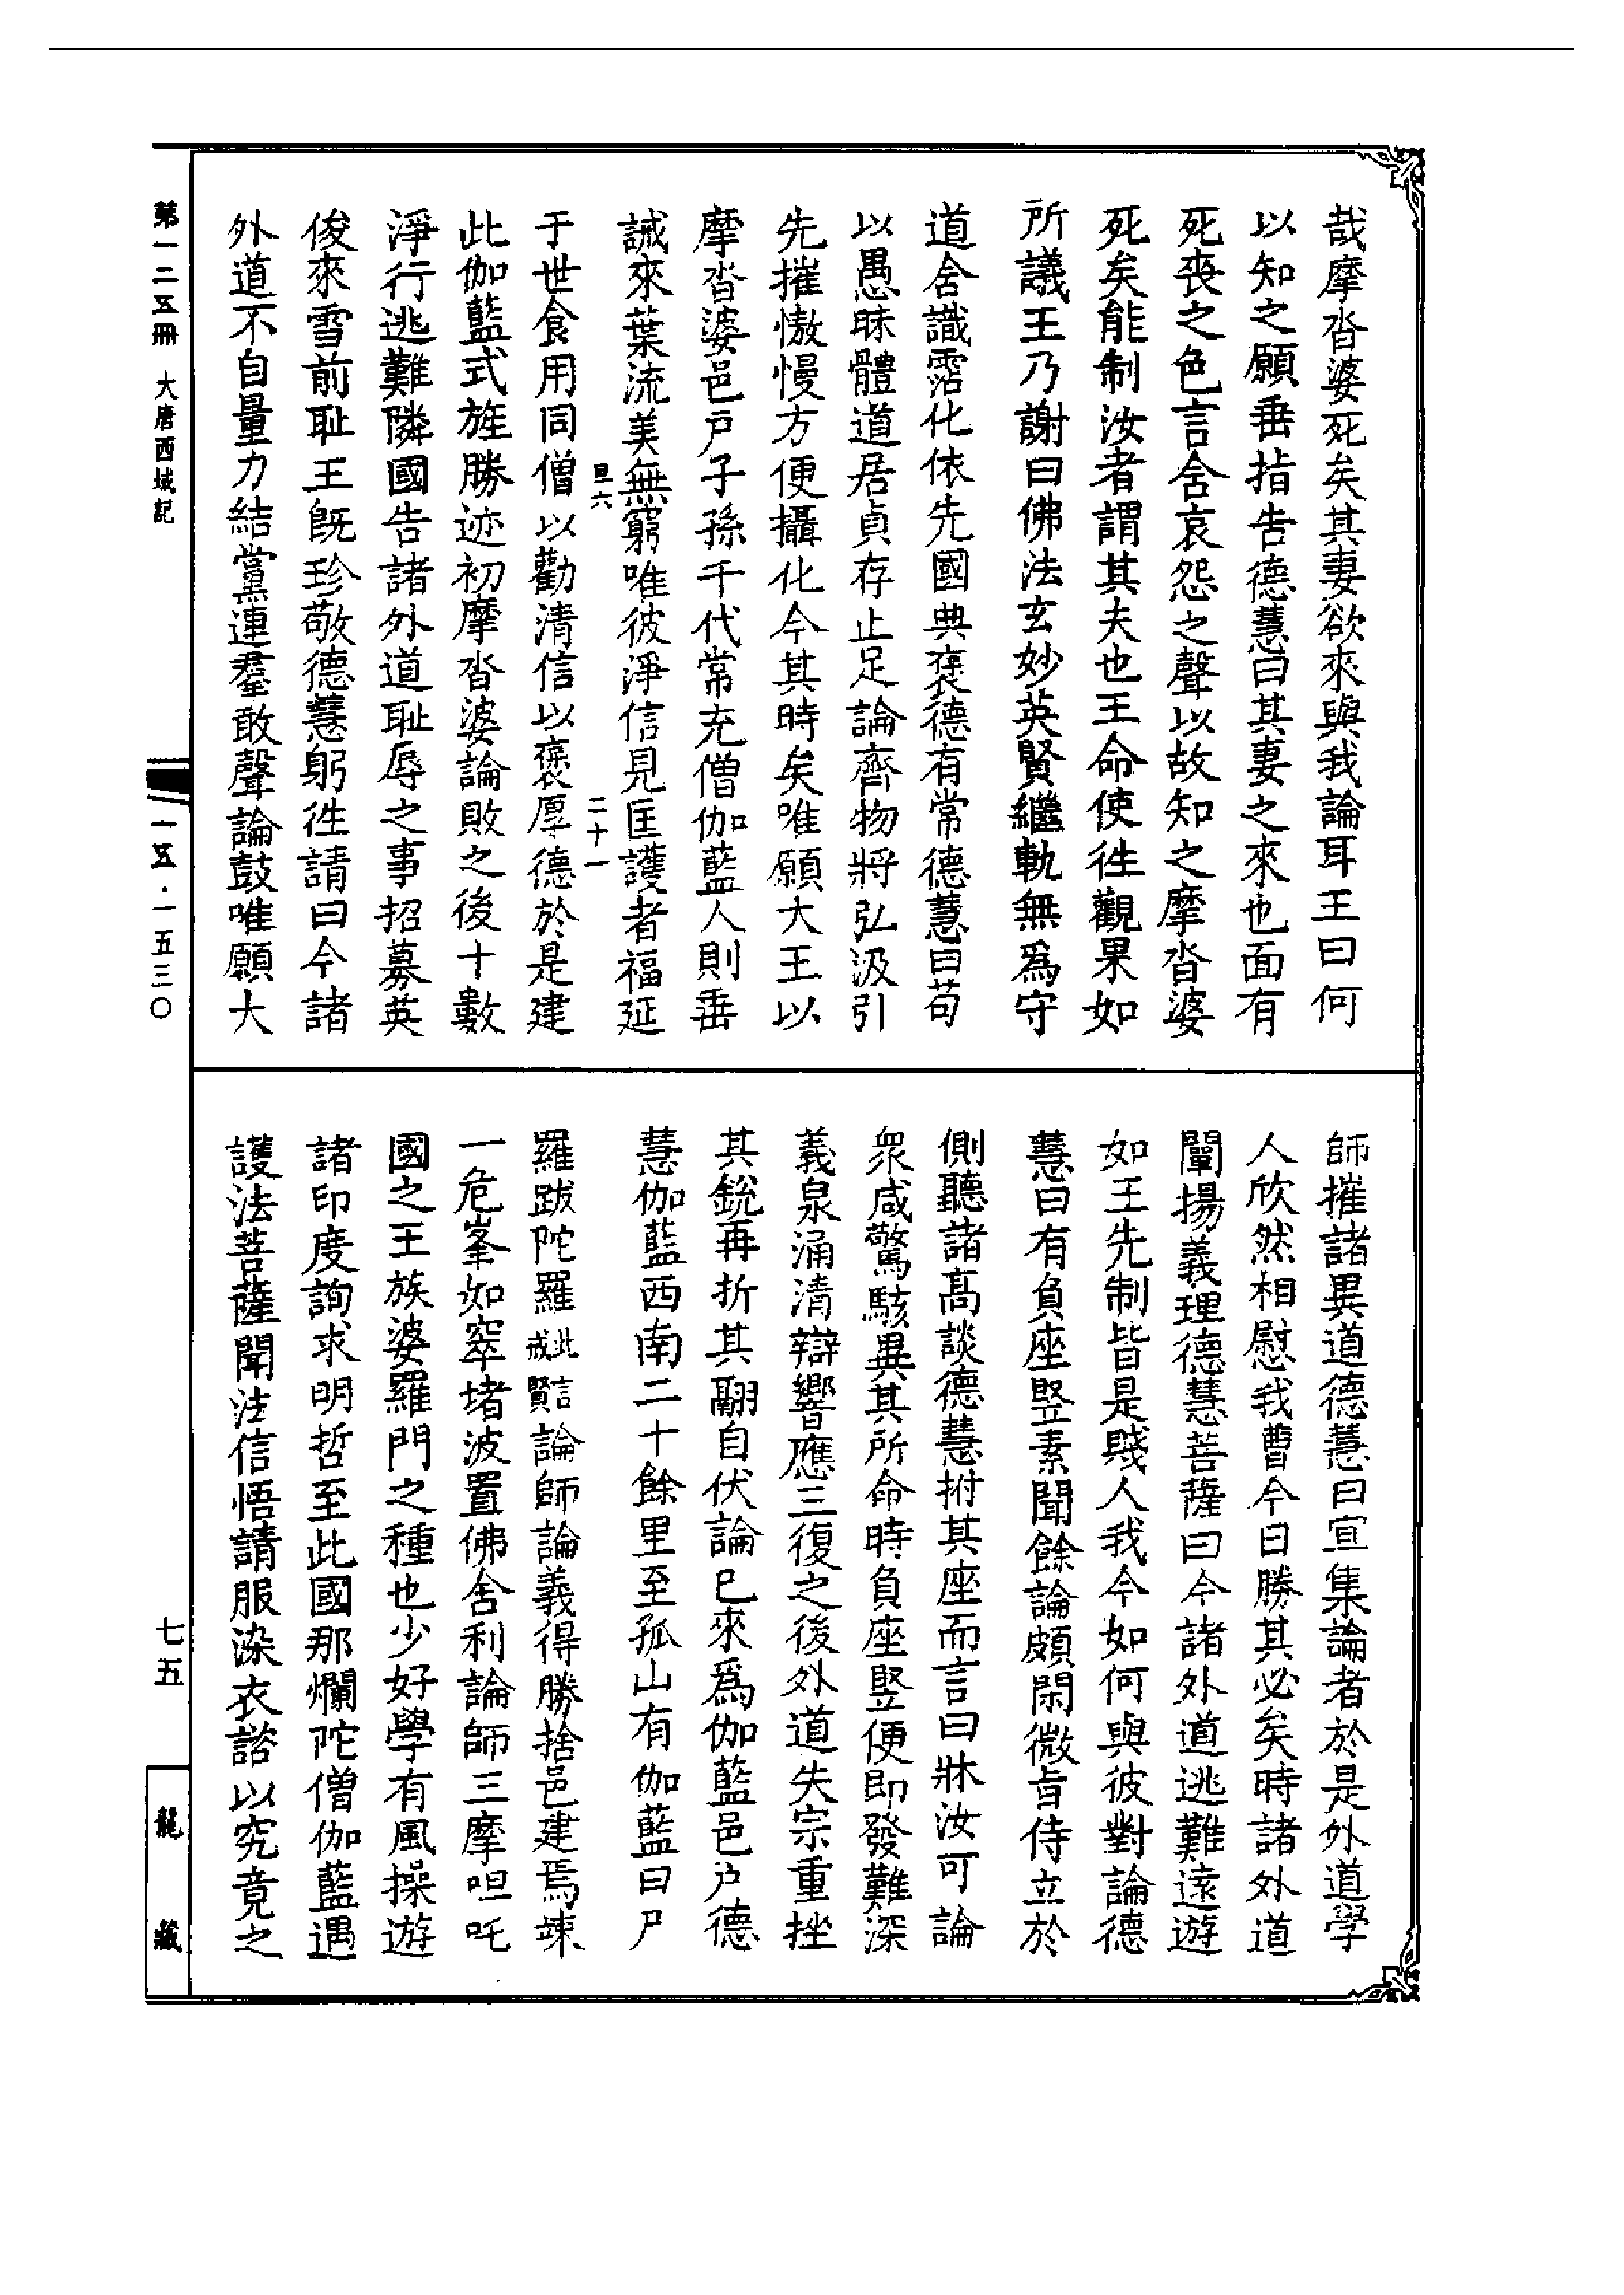 哉摩沓婆死矣其妻欲來與我論耳王曰何
以知之願垂指告德慧曰其妻之來也面有
死喪之色言含哀怨之聲以故知之摩沓婆
死矣能制汝者謂其夫也王命使往觀果如
所議王乃謝曰佛法玄妙英賢繼軌無爲守
道含識霑化依先國典襃德有常德慧曰苟
以愚昧體道居貞存止足論齊物將弘汲引
先摧慠慢方便攝化今其時矣唯願大王以
摩沓婆邑戸子孫千代常充僧伽藍人則垂
誡來葉流美無窮唯彼淨信見匡護者福延
旦六 二十一
于世食用同僧以勸清信以襃厚德於是建
此伽藍式旌勝迹初摩沓婆論敗之後十數
淨行逃難隣國告諸外道恥辱之事招募英
俊來雪前恥王旣珍敬德慧躬往請曰今諸
外道不自量力結黨連羣敢聲論鼓唯願大
師摧諸異道德慧曰宜集論者於是外道學
人欣然相慰我曹今日勝其必矣時諸外道
闡揚義理德慧菩薩曰今諸外道逃難遠遊
如王先制皆是賤人我今如何與彼對論德
慧曰有負座竪素聞餘論頗閑微旨侍立於
側聽諸高談德慧拊其座而言曰牀汝可論
衆咸驚駭異其所命時負座竪便即發難深
義泉涌清辯響應三復之後外道失宗重挫
其銳再折其翮自伏論已來爲伽藍邑戸德
慧伽藍西南二十餘里至孤山有伽藍曰尸
羅跋陀羅此言戒賢論師論義得勝捨邑建焉竦
一危峯如窣堵波置佛舍利論師三摩呾吒
國之王族婆羅門之種也少好學有風操遊
諸印度詢求明哲至此國那爛陀僧伽藍遇
護法菩薩聞法信悟請服染衣諮以究竟之
第一二五冊 大唐西域記
一五·一五三〇
七五
龍藏